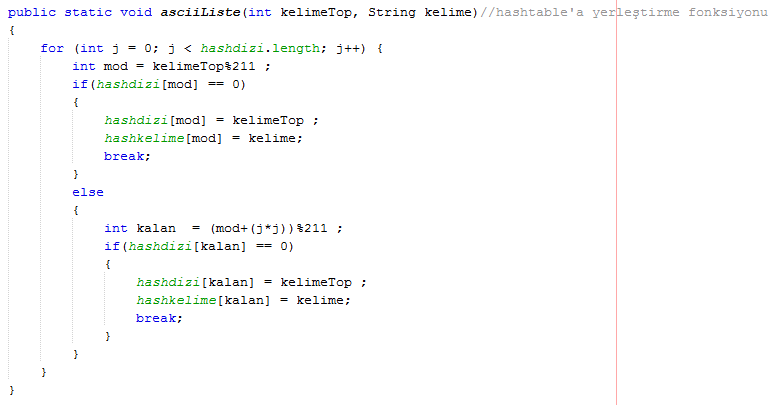 public static void asciiListe(int kelimeTop, String kelime)//hashtable'a yerleştirme fonksiyonu
{
    for (int j = 0; j < hashdizi.length; j++) {
        int mod = kelimeTop%211 ;
        if(hashdizi[mod] == 0)
        {
            hashdizi[mod] = kelimeTop ;
            hashkelime[mod] = kelime;
            break;
        }
        else
        {
            int kalan  = (mod+(j*j))%211 ;
            if(hashdizi[kalan] == 0)
            {
                hashdizi[kalan] = kelimeTop ;
                hashkelime[kalan] = kelime;
                break;
            }
        }
    }
}